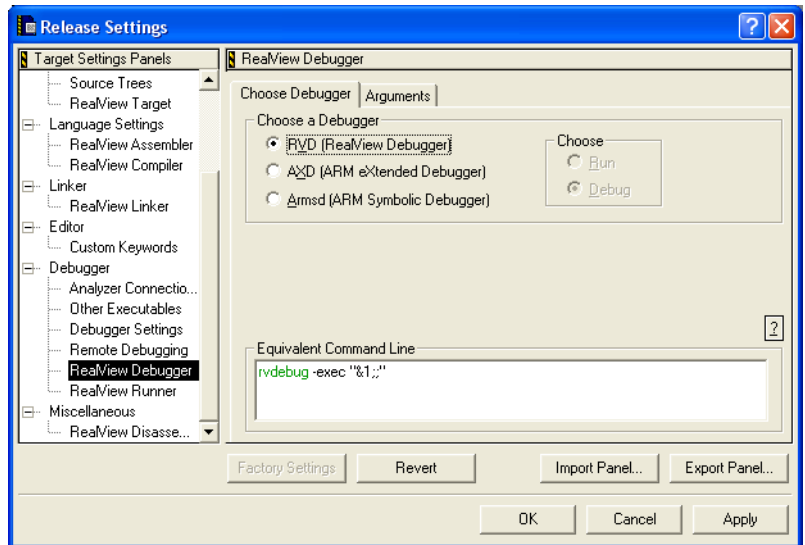 Release Settings
Target Settings Panels
Source Trees
RealView Target
Language Settings
RealView Assembler
RealView Compiler
Linker
RealView Linker
Editor
Custom Keywords
Debugger
Analyzer Connectio...
Other Executables
Debugger Settings
Remote Debugging
RealView Debugger
RealView Runner
Miscellaneous
RealView Disasse...
RealView Debugger
Choose Debugger
Arguments
Choose a Debugger
RVD (RealView Debugger)
AXD (ARM eXtended Debugger)
Armsd (ARM Symbolic Debugger)
Choose
Run
Debug
?
Equivalent Command Line
rvdebug -exec "&1;;"
Factory Settings
Revert
Import Panel...
Export Panel...
OK
Cancel
Apply